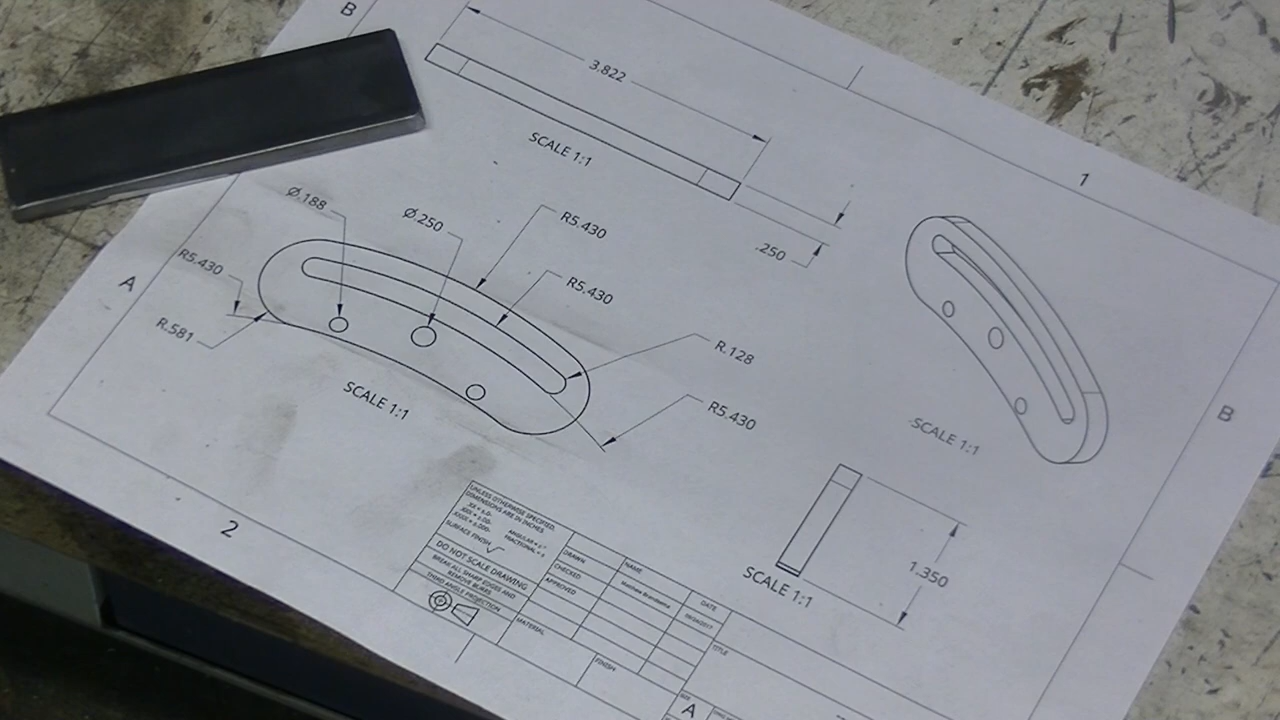 B
3.822
SCALE 1:1
1
.250
Ø.188
Ø.250
R5.430
R5.430
R5.430
A
R.581
R.128
R5.430
SCALE 1:1
SCALE 1:1
B
2
1.350
SCALE 1:1
UNLESS OTHERWISE SPECIFIED,
DIMENSIONS ARE IN INCHES
SURFACE FINISH
DO NOT SCALE DRAWING
BREAK ALL SHARP EDGES AND
REMOVE BURRS
THIRD ANGLE PROJECTION
DRAWN
CHECKED
APPROVED
NAME
DATE
MATERIAL
FINISH
TITLE
SIZE
A